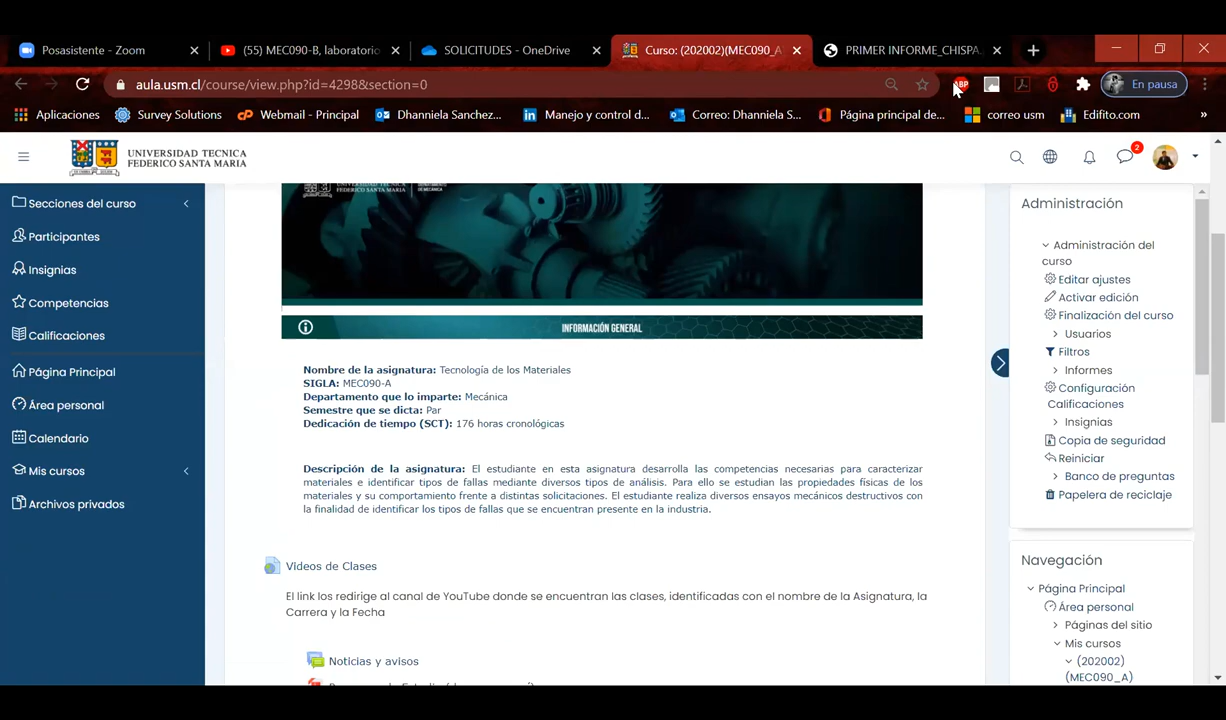 Posasistente - Zoom
(55) MEC090-B, laboratorio
SOLICITUDES - OneDrive
Curso: (202002)(MEC090_A
PRIMER INFORME_CHISPA
aula.usm.cl/course/view.php?id=4298&section=0
ABP
En pausa
Aplicaciones
Survey Solutions
Webmail - Principal
Dhanniela Sanchez...
Manejo y control d...
Correo: Dhanniela S...
Página principal de...
correo usm
Edifito.com
»
UNIVERSIDAD TECNICA
FEDERICO SANTA MARIA
2
Secciones del curso
Participantes
Insignias
Competencias
Calificaciones
Página Principal
Área personal
Calendario
Mis cursos
Archivos privados
UNIVERSIDAD TECNICA
FEDERICO SANTA MARIA
DEPARTAMENTO
DE MECÁNICA
INFORMACIÓN GENERAL
Nombre de la asignatura: Tecnología de los Materiales
SIGLA: MEC090-A
Departamento que lo imparte: Mecánica
Semestre que se dicta: Par
Dedicación de tiempo (SCT): 176 horas cronológicas
Descripción de la asignatura: El estudiante en esta asignatura desarrolla las competencias necesarias para caracterizar
materiales e identificar tipos de fallas mediante diversos tipos de análisis. Para ello se estudian las propiedades físicas de los
materiales y su comportamiento frente a distintas solicitaciones. El estudiante realiza diversos ensayos mecánicos destructivos con
la finalidad de identificar los tipos de fallas que se encuentran presente en la industria.
Videos de Clases
El link los redirige al canal de YouTube donde se encuentran las clases, identificadas con el nombre de la Asignatura, la
Carrera y la Fecha
Noticias y avisos
Administración
Administración del
curso
Editar ajustes
Activar edición
Finalización del curso
Usuarios
Filtros
Informes
Configuración
Calificaciones
Insignias
Copia de seguridad
Reiniciar
Banco de preguntas
Papelera de reciclaje
Navegación
Página Principal
Área personal
Páginas del sitio
Mis cursos
(202002)
(MEC090_A)